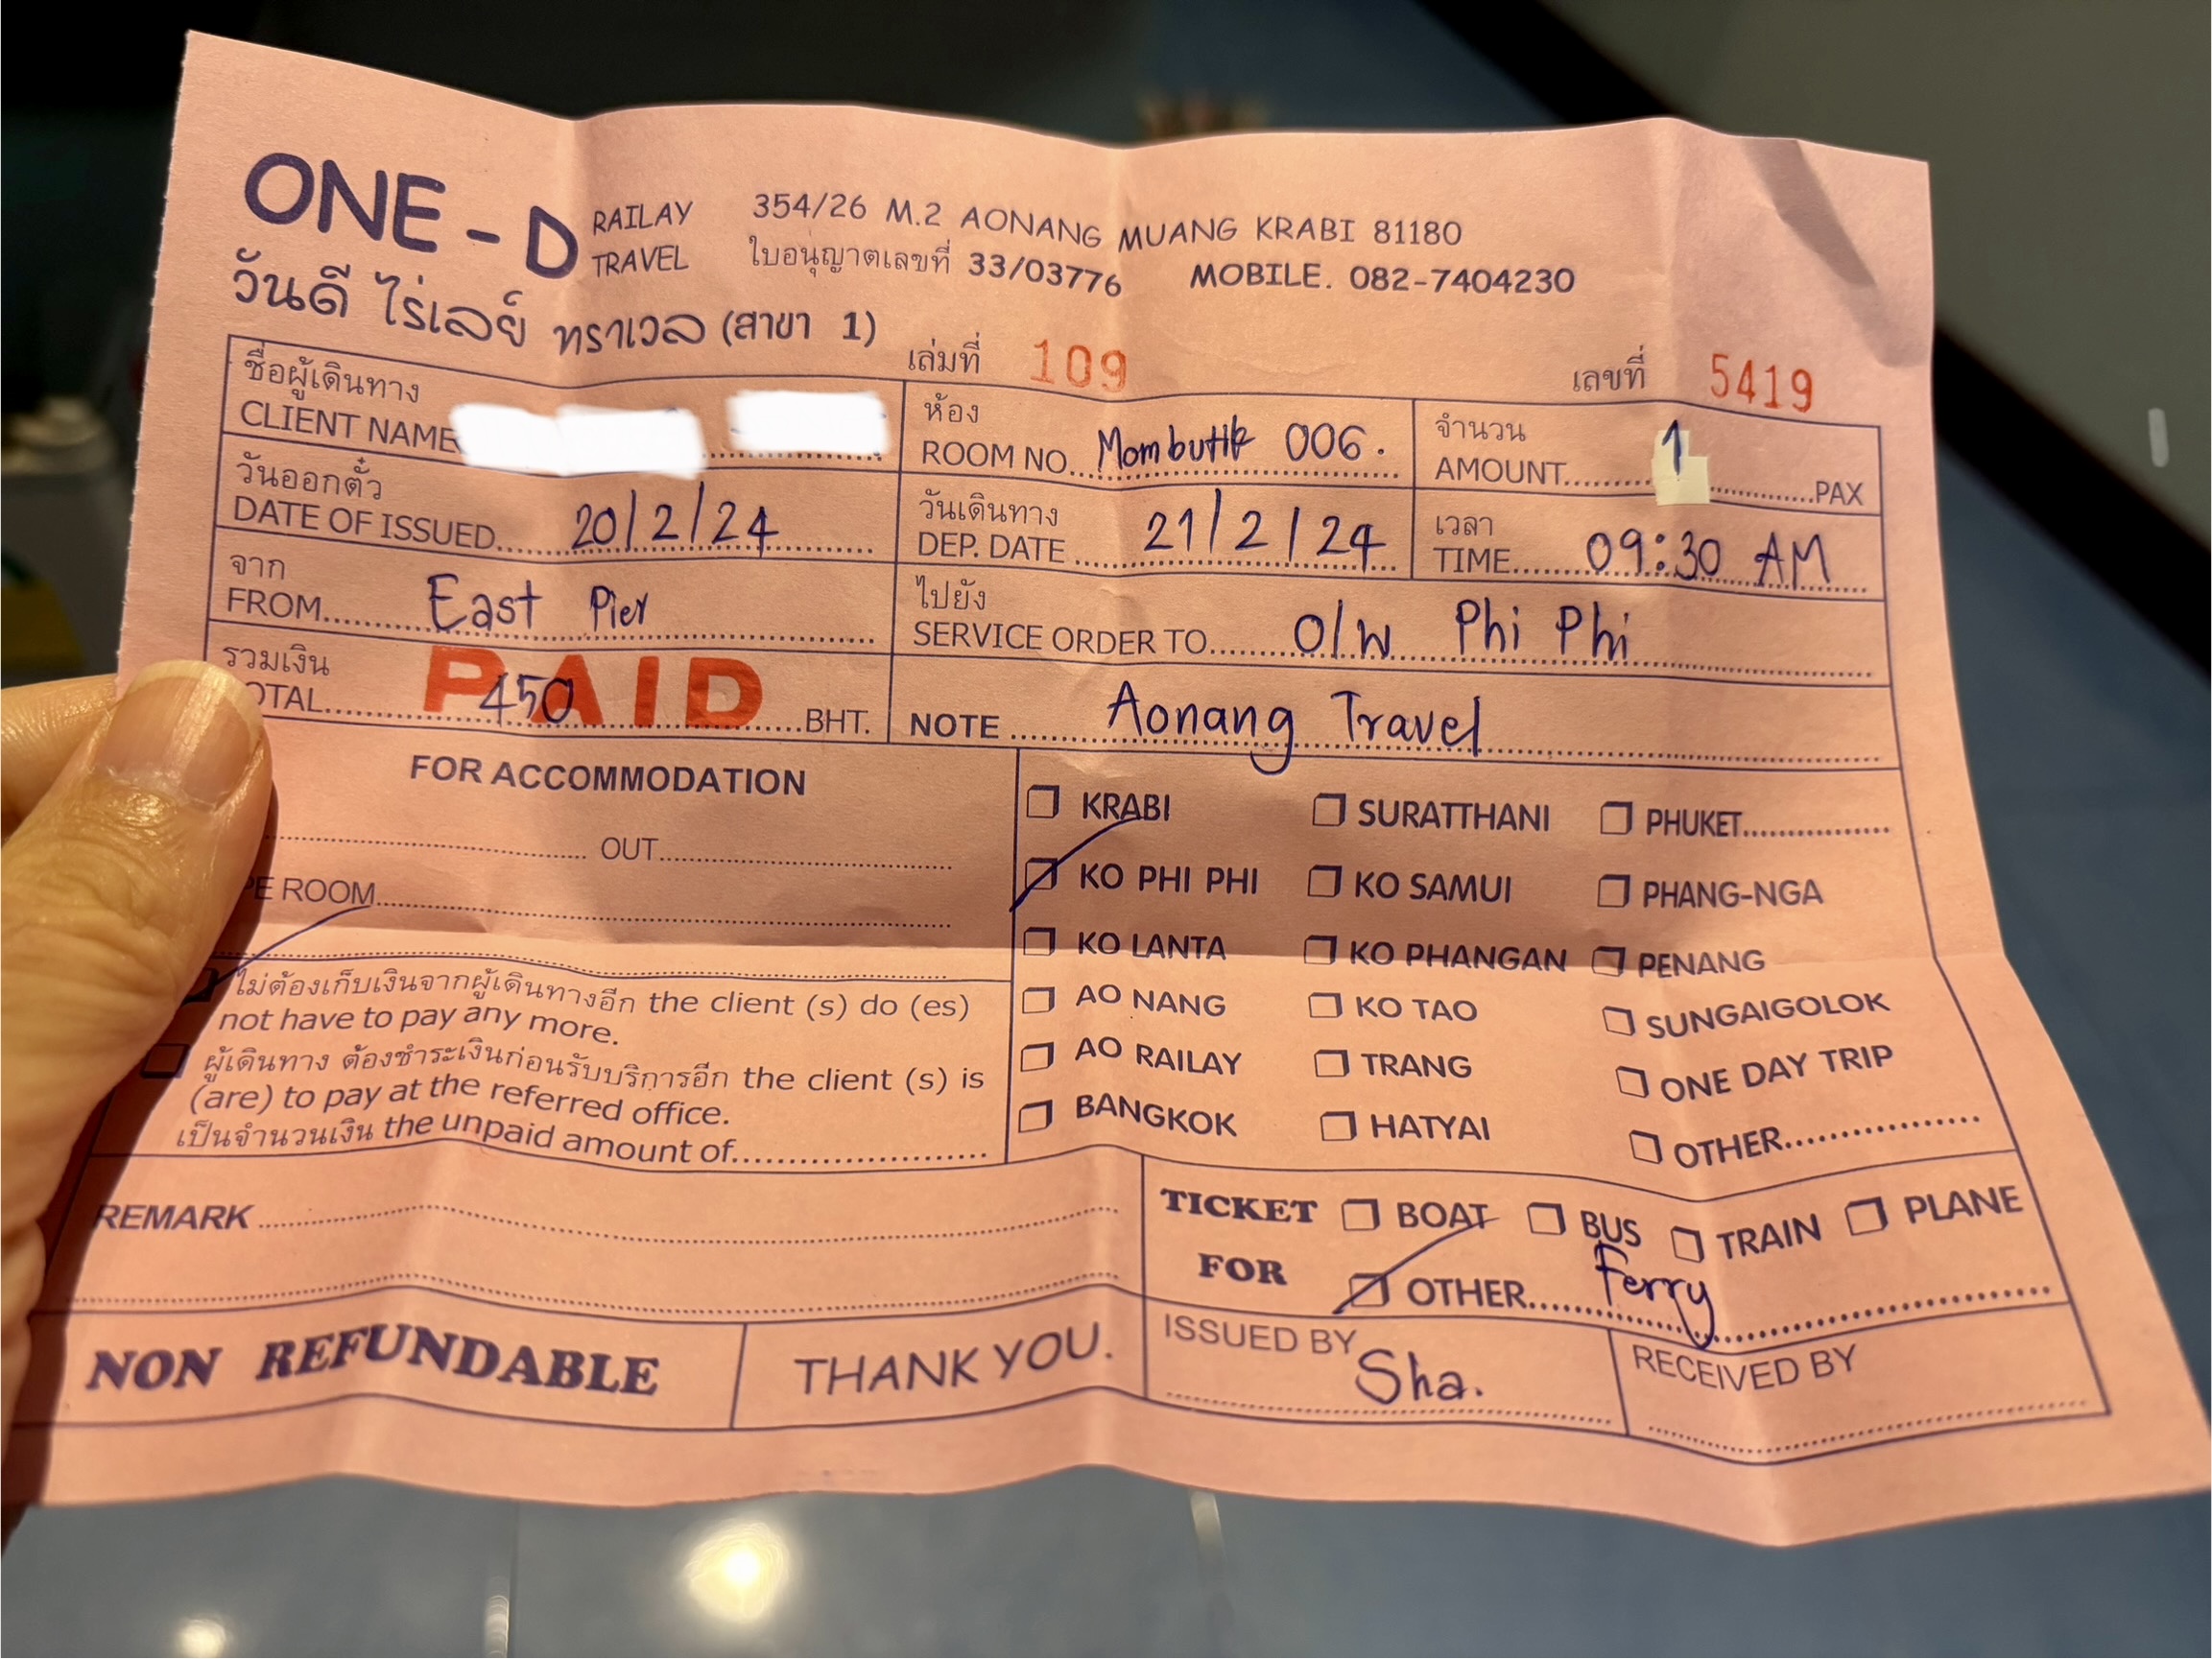 ONE - D RAILAY TRAVEL
354/26 M.2 AONANG MUANG KRABI 81180
ใบอนุญาตเลขที่ 33/03776 MOBILE. 082-7404230
วันดี ไร่เลย์ ทราเวล (สาขา 1)
เล่มที่ 109 เลขที่ 5419
ชื่อผู้เดินทาง
CLIENT NAME
ห้อง
ROOM NO. Mombutik 006.
จำนวน
AMOUNT 1 PAX
วันออกตั๋ว
DATE OF ISSUED 20/2/24
วันเดินทาง
DEP. DATE 21/2/24
เวลา
TIME 09:30 AM
จาก
FROM East Pier
ไปยัง
SERVICE ORDER TO O/W Phi Phi
รวมเงิน
OTAL 450 BHT.
PAID
NOTE Aonang Travel
FOR ACCOMMODATION
OUT
PE ROOM
ไม่ต้องเก็บเงินจากผู้เดินทางอีก the client (s) do (es)
not have to pay any more.
ผู้เดินทาง ต้องชำระเงินก่อนรับบริการอีก the client (s) is
(are) to pay at the referred office.
เป็นจำนวนเงิน the unpaid amount of
KRABI SURATTHANI PHUKET
KO PHI PHI KO SAMUI PHANG-NGA
KO LANTA KO PHANGAN PENANG
AO NANG KO TAO SUNGAIGOLOK
AO RAILAY TRANG ONE DAY TRIP
BANGKOK HATYAI OTHER
REMARK
TICKET FOR BOAT BUS TRAIN PLANE
OTHER Ferry
NON REFUNDABLE
THANK YOU.
ISSUED BY Sha.
RECEIVED BY